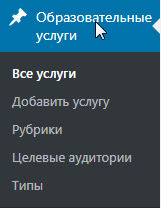 Образовательные
услуги
Все услуги
Добавить услугу
Рубрики
Целевые аудитории
Типы